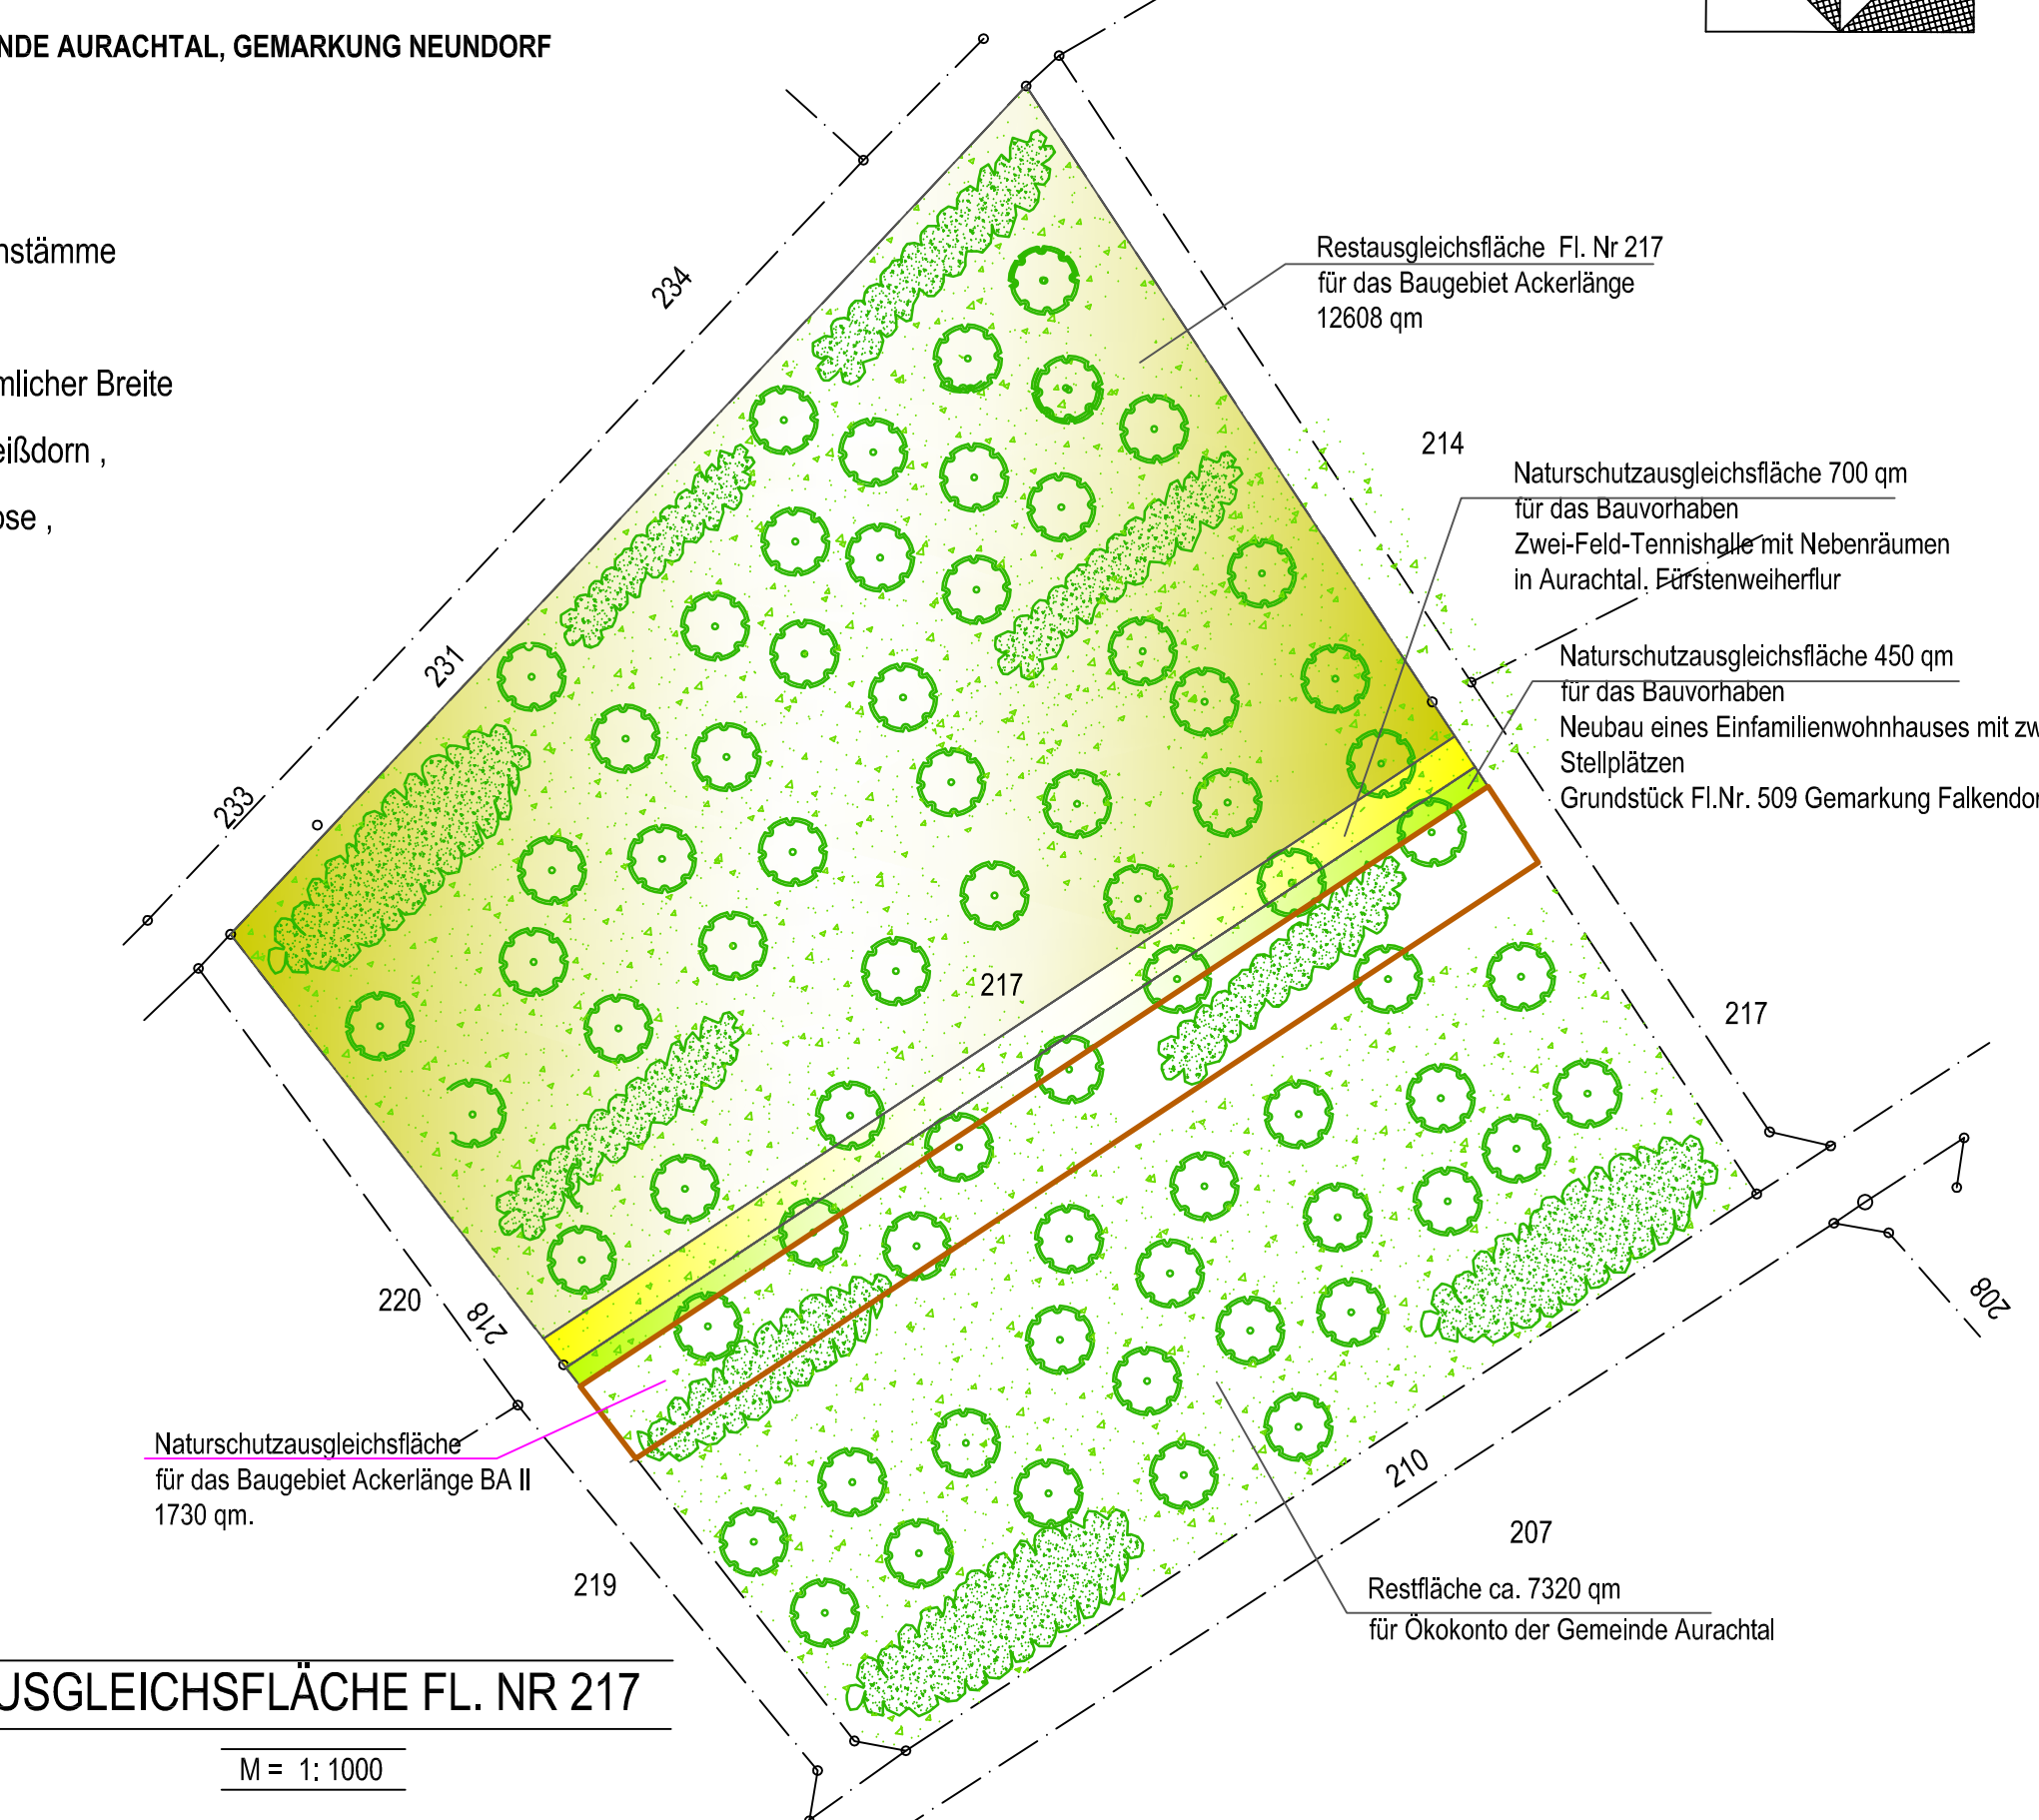 NDE AURACHTAL, GEMARKUNG NEUNDORF
nstämme
mlicher Breite
eißdorn ,
ose ,
234
231
233
Restausgleichsfläche Fl. Nr 217
für das Baugebiet Ackerlänge
12608 qm
214
Naturschutzausgleichsfläche 700 qm
für das Bauvorhaben
Zwei-Feld-Tennishalle mit Nebenräumen
in Aurachtal. Fürstenweiherflur
Naturschutzausgleichsfläche 450 qm
für das Bauvorhaben
Neubau eines Einfamilienwohnhauses mit zw
Stellplätzen
Grundstück Fl.Nr. 509 Gemarkung Falkendor
217
217
220
218
208
Naturschutzausgleichsfläche
für das Baugebiet Ackerlänge BA II
1730 qm.
210
207
219
Restfläche ca. 7320 qm
für Ökokonto der Gemeinde Aurachtal
USGLEICHSFLÄCHE FL. NR 217
M = 1: 1000